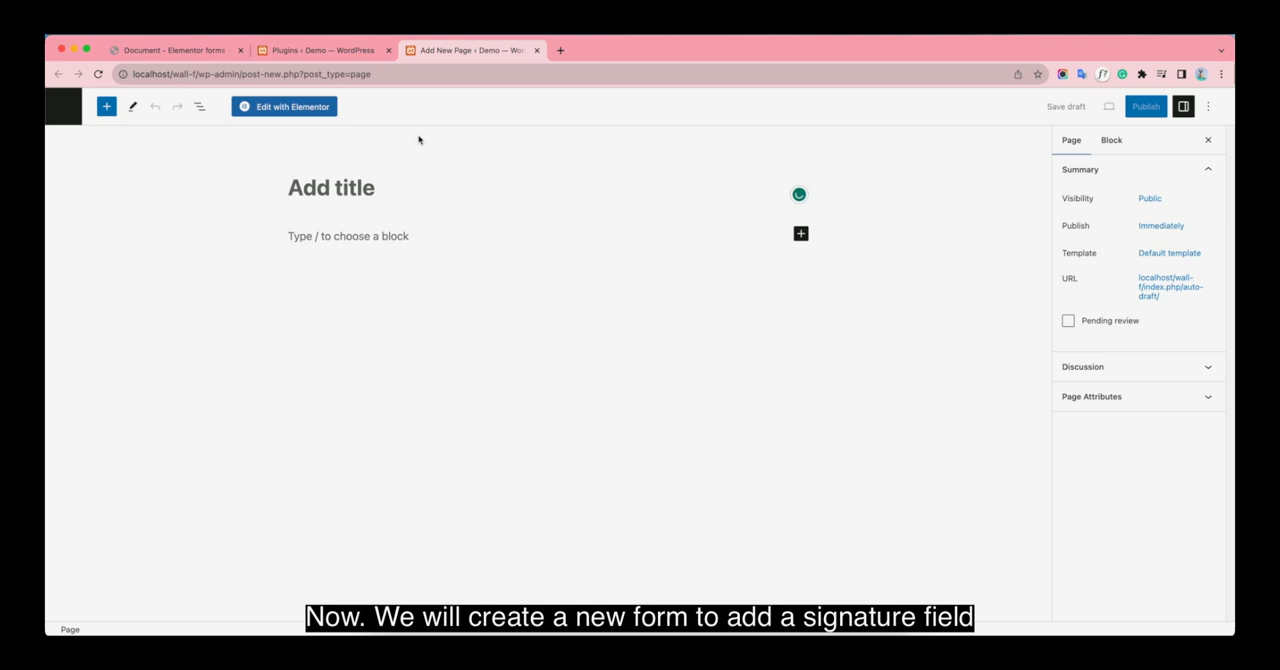 Document - Elementor forms
Plugins ‹ Demo — WordPress
Add New Page ‹ Demo — Wor
localhost/wall-f/wp-admin/post-new.php?post_type=page
Edit with Elementor
Save draft
Publish
Page
Block
Add title
Type / to choose a block
Summary
Visibility
Public
Publish
Immediately
Template
Default template
URL
localhost/wall-
f/index.php/auto-
draft/
Pending review
Discussion
Page Attributes
Now. We will create a new form to add a signature field
Page